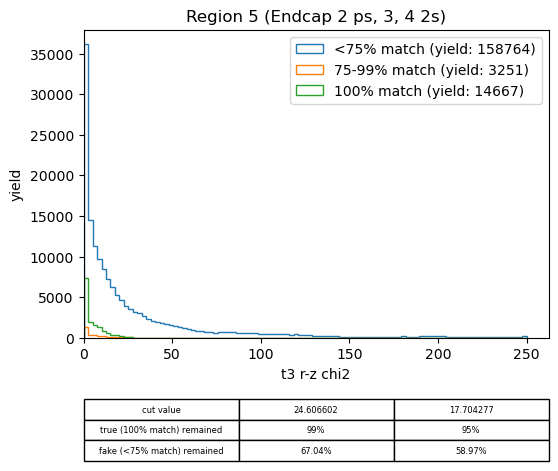 Region 5 (Endcap 2 ps, 3, 4 2s)
<75% match (yield: 158764)
75-99% match (yield: 3251)
100% match (yield: 14667)
yield
35000
30000
25000
20000
15000
10000
5000
0
0 50 100 150 200 250
t3 r-z chi2
cut value 24.606602 17.704277
true (100% match) remained 99% 95%
fake (<75% match) remained 67.04% 58.97%